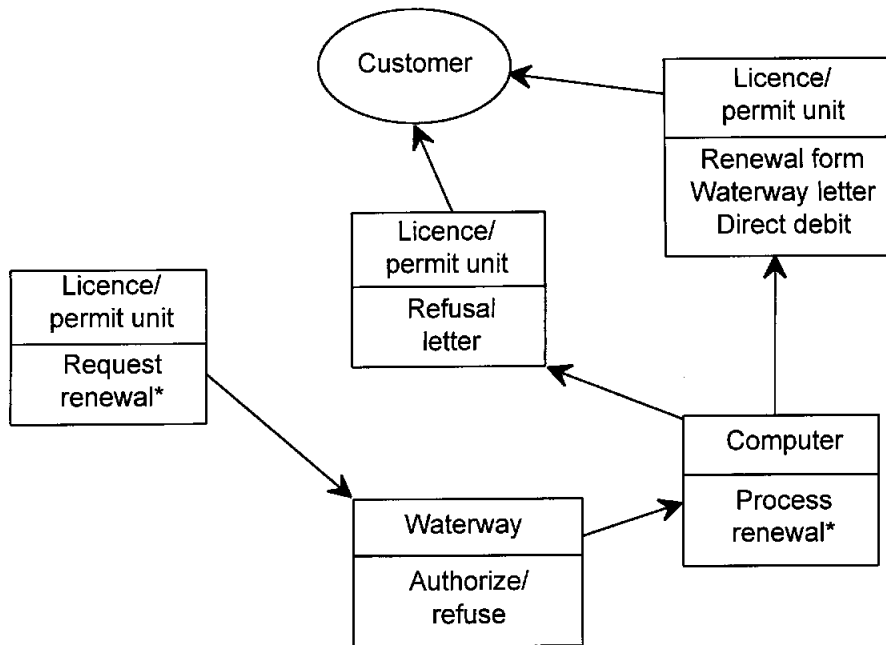 Customer
Licence/
permit unit
Renewal form
Waterway letter
Direct debit
Licence/
permit unit
Refusal
letter
Licence/
permit unit
Request
renewal*
Computer
Process
renewal*
Waterway
Authorize/
refuse